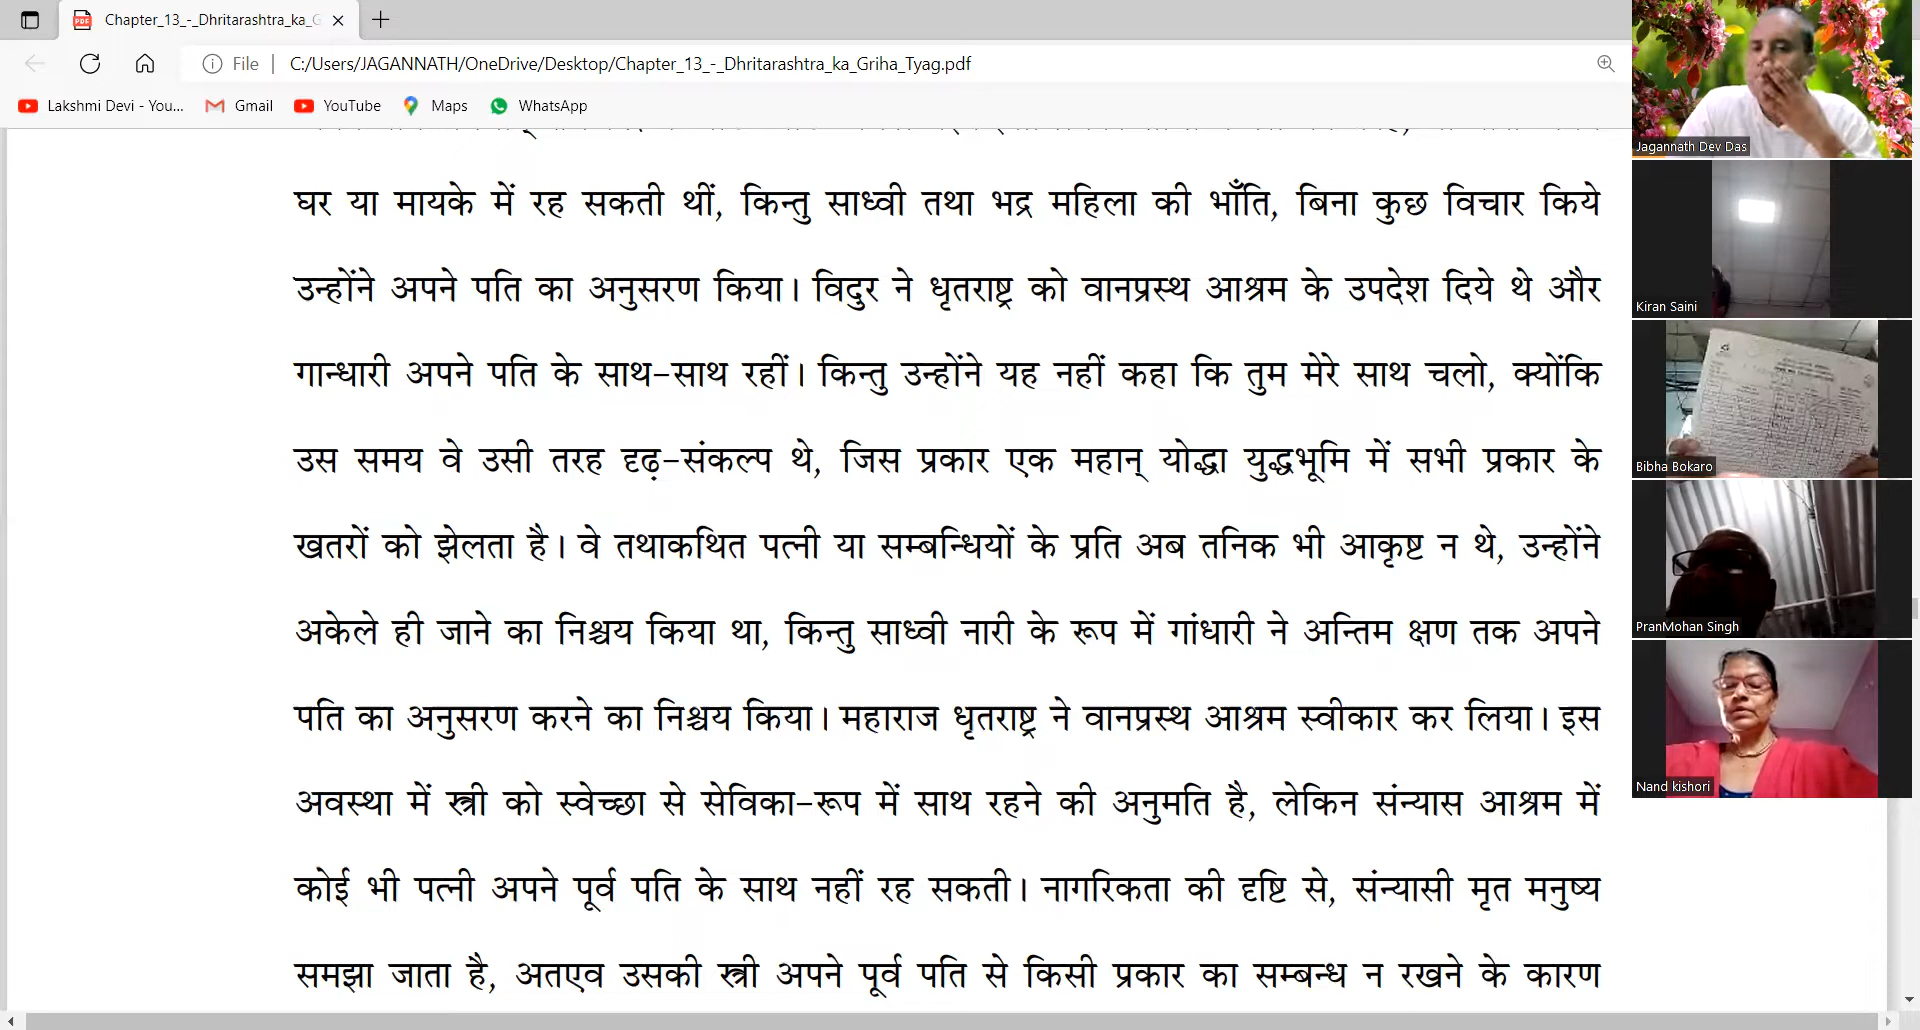 Chapter_13_-_Dhritarashtra_ka_G
File
C:/Users/JAGANNATH/OneDrive/Desktop/Chapter_13_-_Dhritarashtra_ka_Griha_Tyag.pdf
Lakshmi Devi - You...
Gmail
YouTube
Maps
WhatsApp
घर या मायके में रह सकती थीं, किन्तु साध्वी तथा भद्र महिला की भाँति, बिना कुछ विचार किये
उन्होंने अपने पति का अनुसरण किया। विदुर ने धृतराष्ट्र को वानप्रस्थ आश्रम के उपदेश दिये थे और
गान्धारी अपने पति के साथ-साथ रहीं। किन्तु उन्होंने यह नहीं कहा कि तुम मेरे साथ चलो, क्योंकि
उस समय वे उसी तरह दृढ़-संकल्प थे, जिस प्रकार एक महान् योद्धा युद्धभूमि में सभी प्रकार के
खतरों को झेलता है। वे तथाकथित पत्नी या सम्बन्धियों के प्रति अब तनिक भी आकृष्ट न थे, उन्होंने
अकेले ही जाने का निश्चय किया था, किन्तु साध्वी नारी के रूप में गांधारी ने अन्तिम क्षण तक अपने
पति का अनुसरण करने का निश्चय किया। महाराज धृतराष्ट्र ने वानप्रस्थ आश्रम स्वीकार कर लिया। इस
अवस्था में स्त्री को स्वेच्छा से सेविका-रूप में साथ रहने की अनुमति है, लेकिन संन्यास आश्रम में
कोई भी पत्नी अपने पूर्व पति के साथ नहीं रह सकती। नागरिकता की दृष्टि से, संन्यासी मृत मनुष्य
समझा जाता है, अतएव उसकी स्त्री अपने पूर्व पति से किसी प्रकार का सम्बन्ध न रखने के कारण
Jagannath Dev Das
Kiran Saini
Bibha Bokaro
PranMohan Singh
Nand kishori